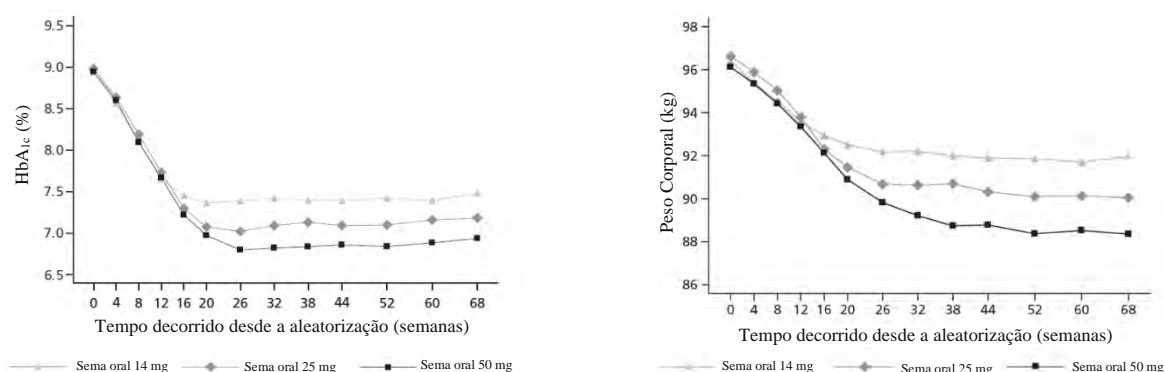 9.5
9.0
8.5
8.0
7.5
7.0
6.5
HbA1c (%)
0 4 8 12 16 20 26 32 38 44 52 60 68
Tempo decorrido desde a aleatorização (semanas)
Sema oral 14 mg Sema oral 25 mg Sema oral 50 mg
98
96
94
92
90
88
86
Peso Corporal (kg)
0 4 8 12 16 20 26 32 38 44 52 60 68
Tempo decorrido desde a aleatorização (semanas)
Sema oral 14 mg Sema oral 25 mg Sema oral 50 mg